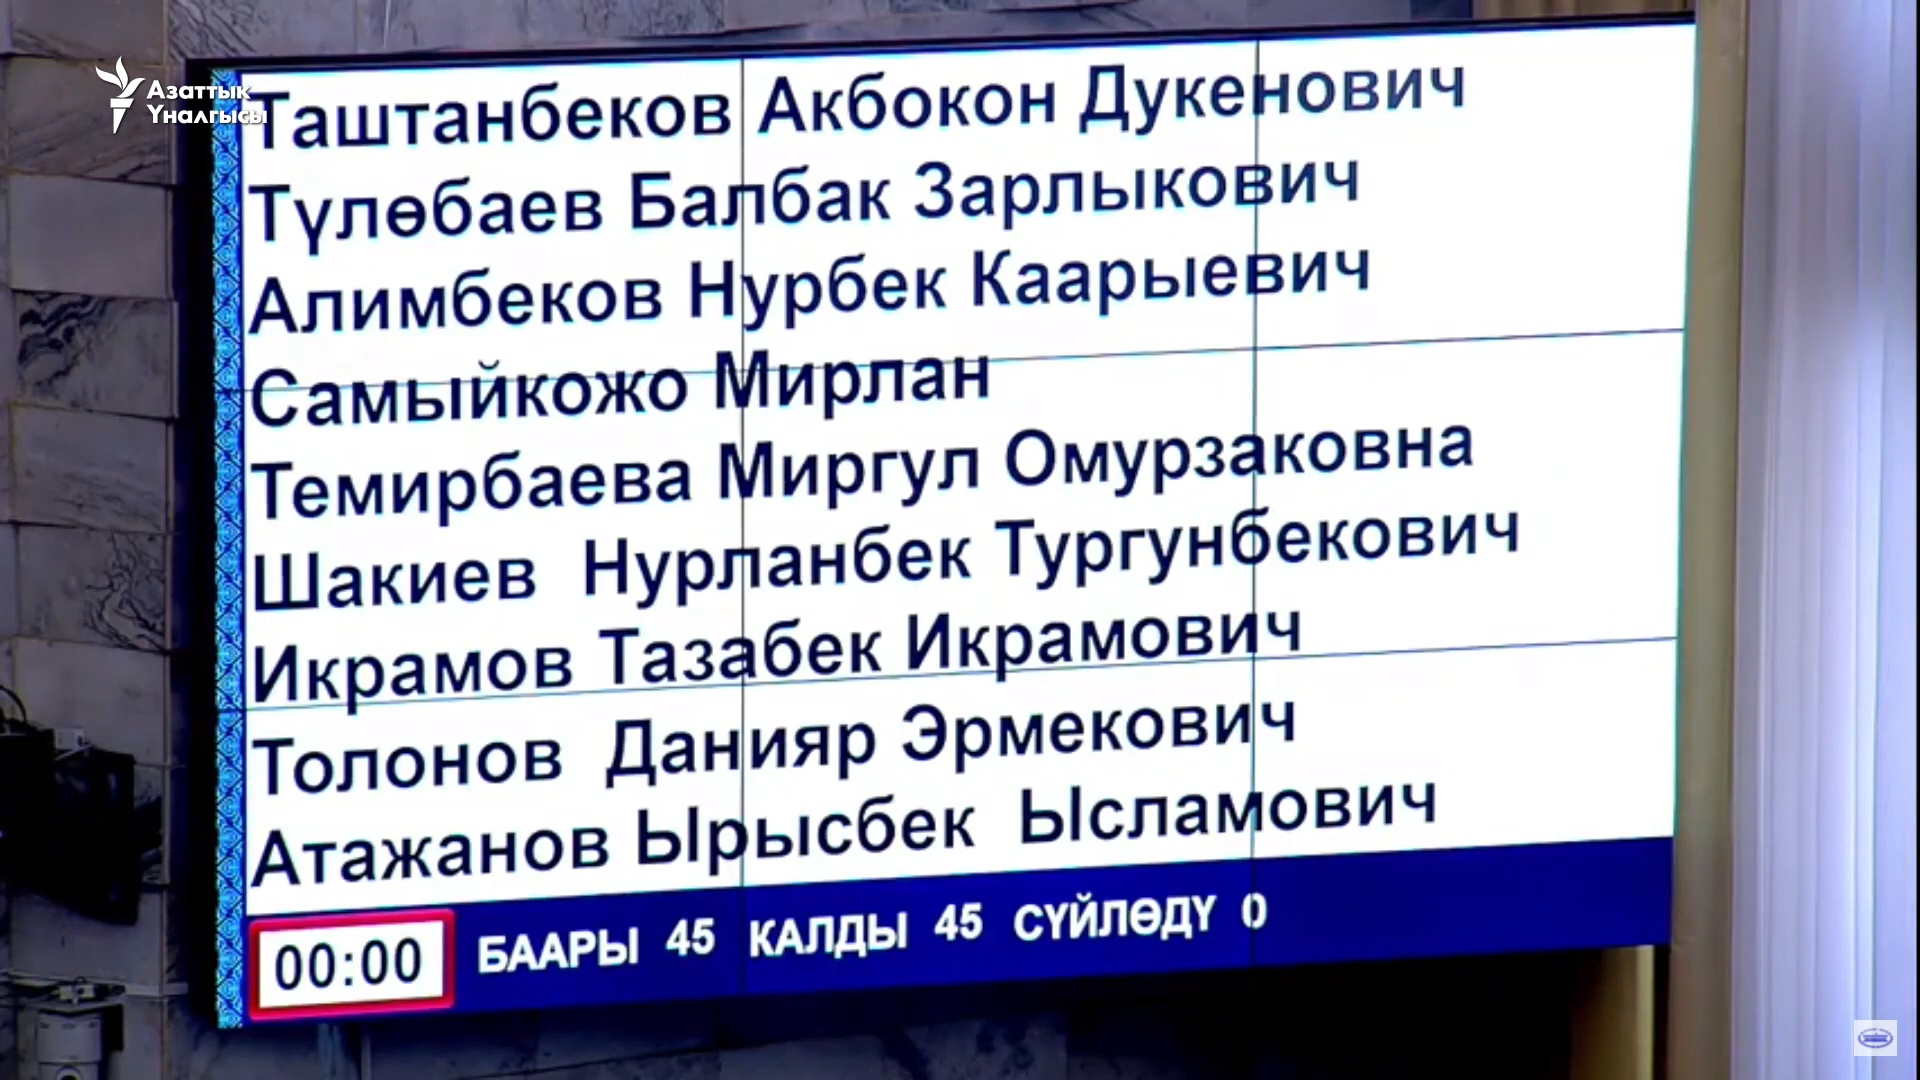 Азаттык
Үналгысы
Таштанбеков Акбокон Дукенович
Түлөбаев Балбак Зарлыкович
Алимбеков Нурбек Каарыевич
Самыйкожо Мирлан
Темирбаева Миргул Омурзаковна
Шакиев Нурланбек Тургунбекович
Икрамов Тазабек Икрамович
Толонов Данияр Эрмекович
Атажанов Ырысбек Ысламович
00:00 БААРЫ 45 КАЛДЫ 45 СҮЙЛӨДҮ 0